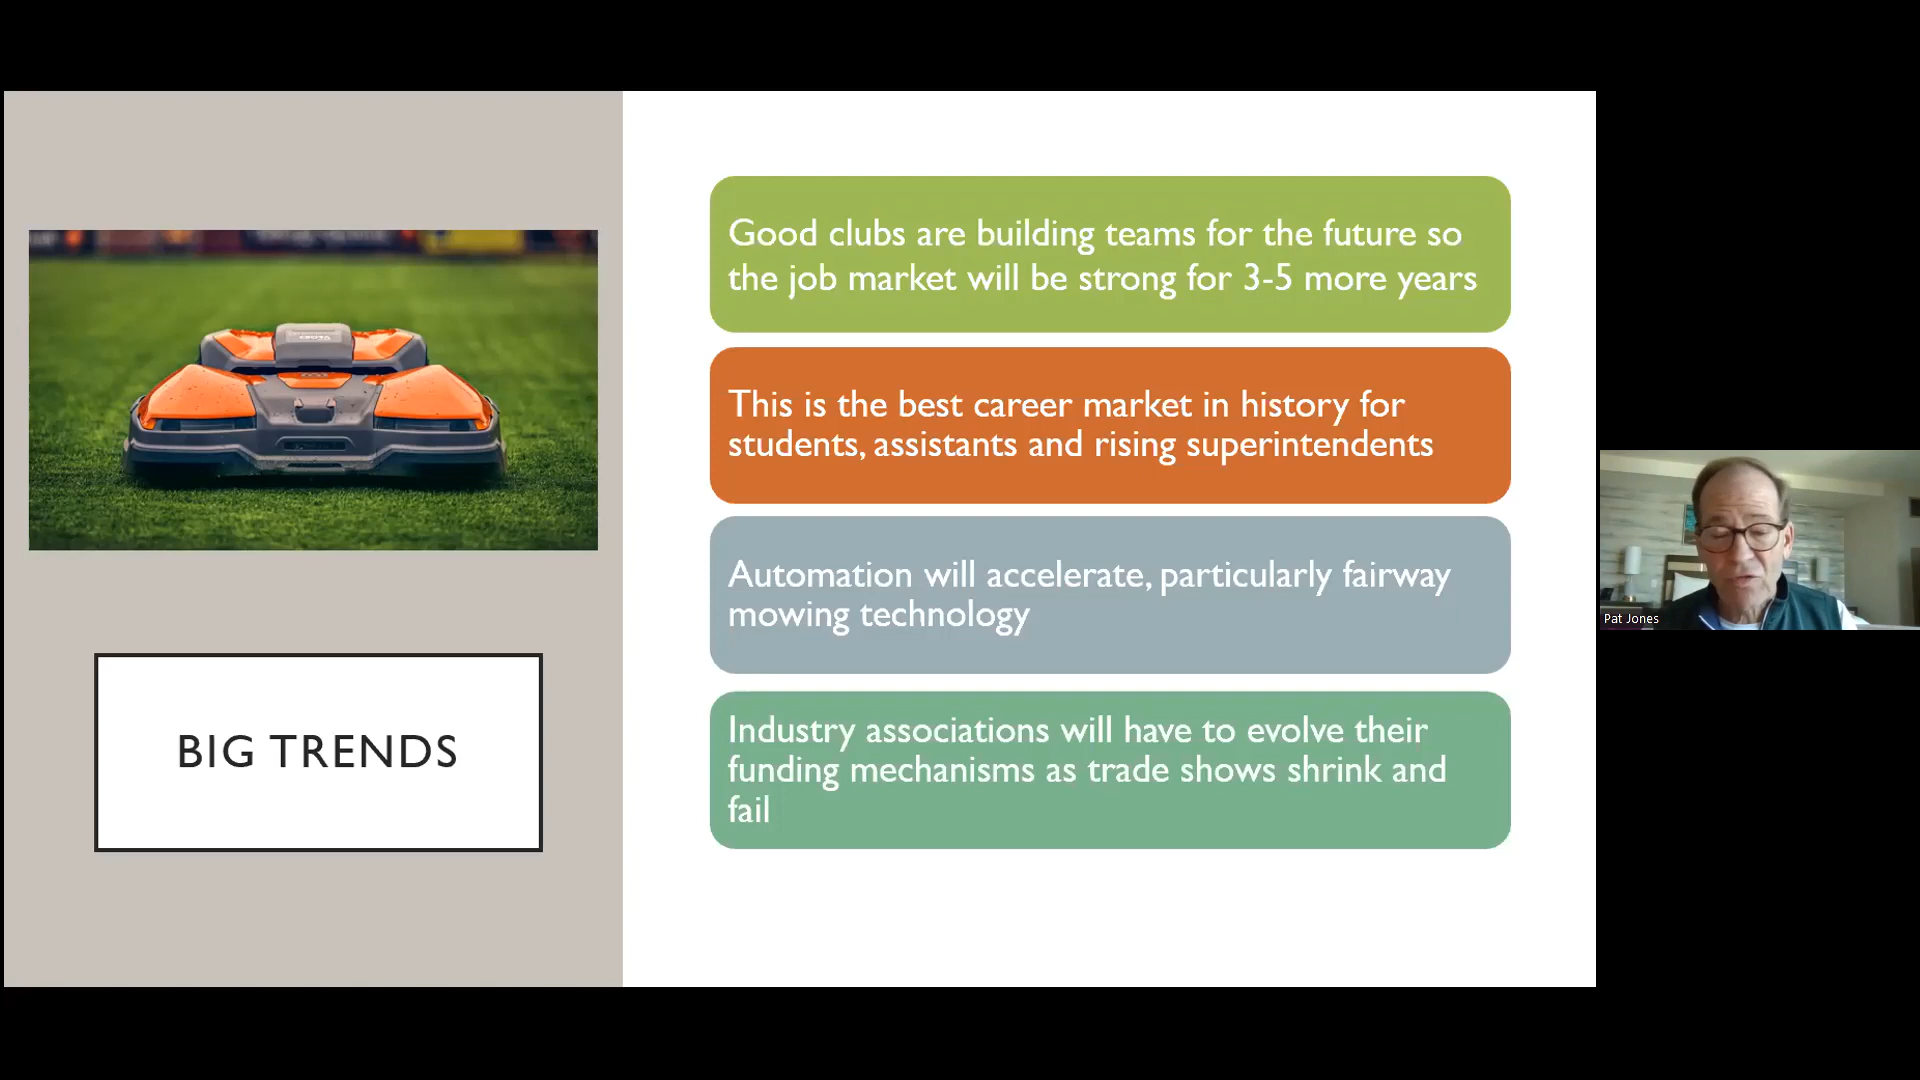 BIG TRENDS
Good clubs are building teams for the future so
the job market will be strong for 3-5 more years
This is the best career market in history for
students, assistants and rising superintendents
Automation will accelerate, particularly fairway
mowing technology
Industry associations will have to evolve their
funding mechanisms as trade shows shrink and
fail
Pat Jones